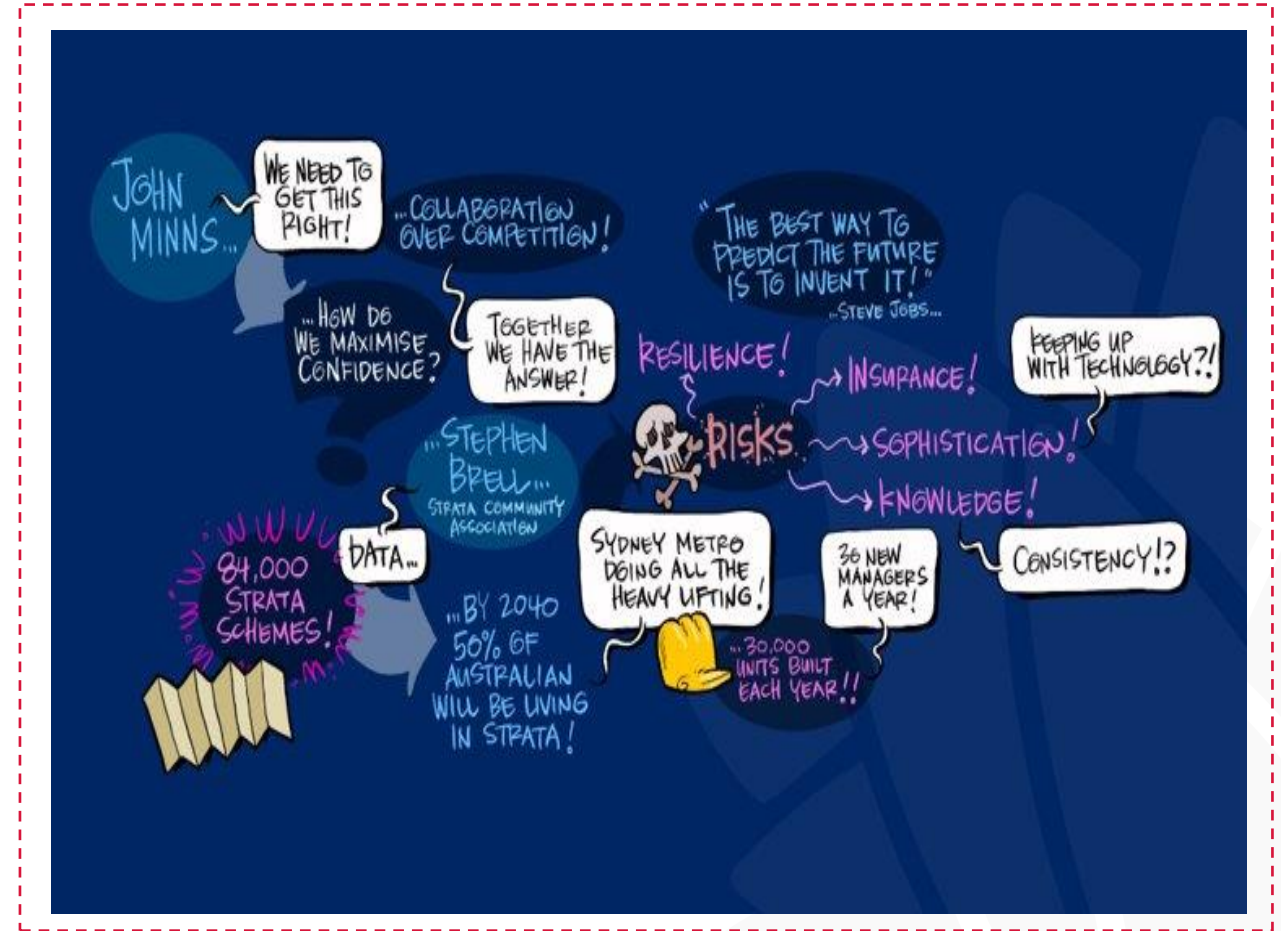 JOHN
MINNS...
WE NEED TO
GET THIS
RIGHT!
...HOW DO
WE MAXIMISE
CONFIDENCE?
...COLLABORATION
OVER COMPETITION!
TOGETHER
WE HAVE THE
ANSWER!
"THE BEST WAY TO
PREDICT THE FUTURE
IS TO INVENT IT!"
...STEVE JOBS...
...STEPHEN
BRELL...
STRATA COMMUNITY
ASSOCIATION
DATA...
84,000
STRATA
SCHEMES!
...BY 2040
50% OF
AUSTRALIAN
WILL BE LIVING
IN STRATA!
SYDNEY METRO
DOING ALL THE
HEAVY LIFTING!
...30,000
UNITS BUILT
EACH YEAR!!
36 NEW
MANAGERS
A YEAR!
RISKS
RESILIENCE!
INSURANCE!
SOPHISTICATION!
KEEPING UP
WITH TECHNOLOGY?!
KNOWLEDGE!
CONSISTENCY!?